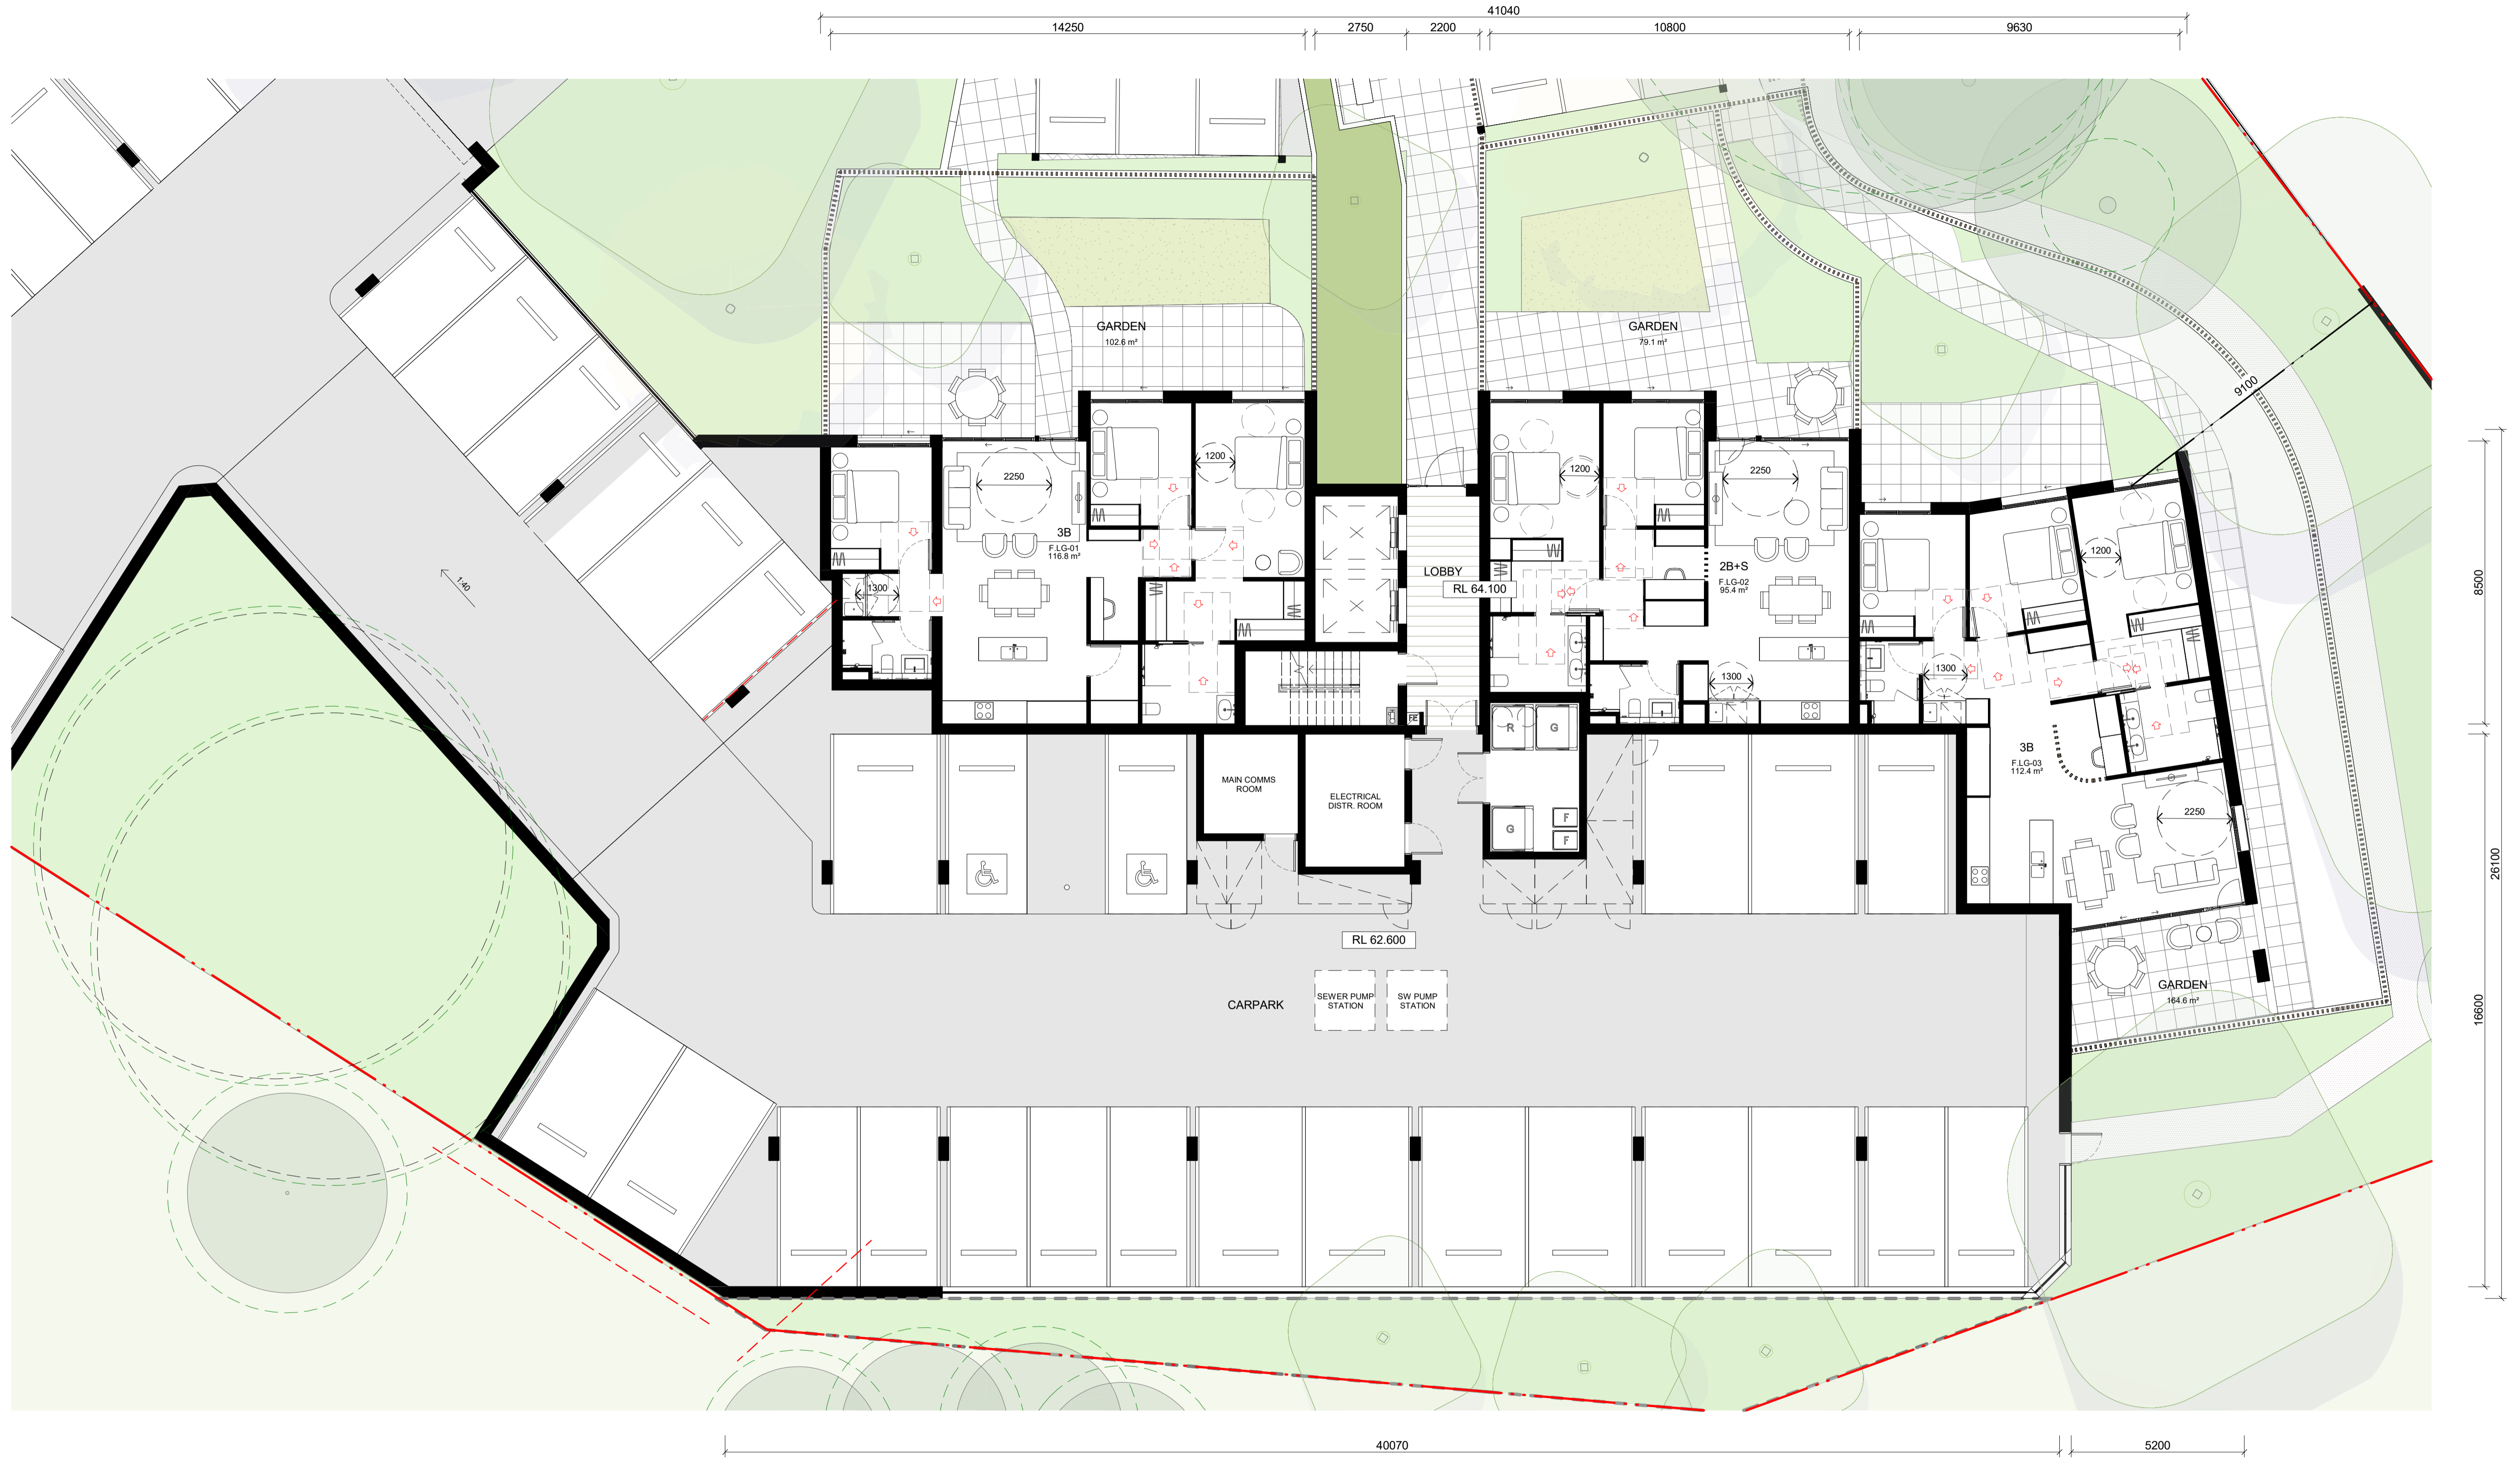 41040
14250
2750
2200
10800
9630
GARDEN
102.6 m²
GARDEN
79.1 m²
9100
1200
2250
3B
F.LG-01
116.8 m²
1300
1200
2250
2B+S
F.LG-02
95.4 m²
1300
LOBBY
RL 64.100
1200
1300
3B
F.LG-03
112.4 m²
2250
8500
1:40
FE
R
G
G
F
F
MAIN COMMS
ROOM
ELECTRICAL
DISTR. ROOM
26100
RL 62.600
CARPARK
SEWER PUMP
STATION
SW PUMP
STATION
GARDEN
164.6 m²
16600
40070
5200